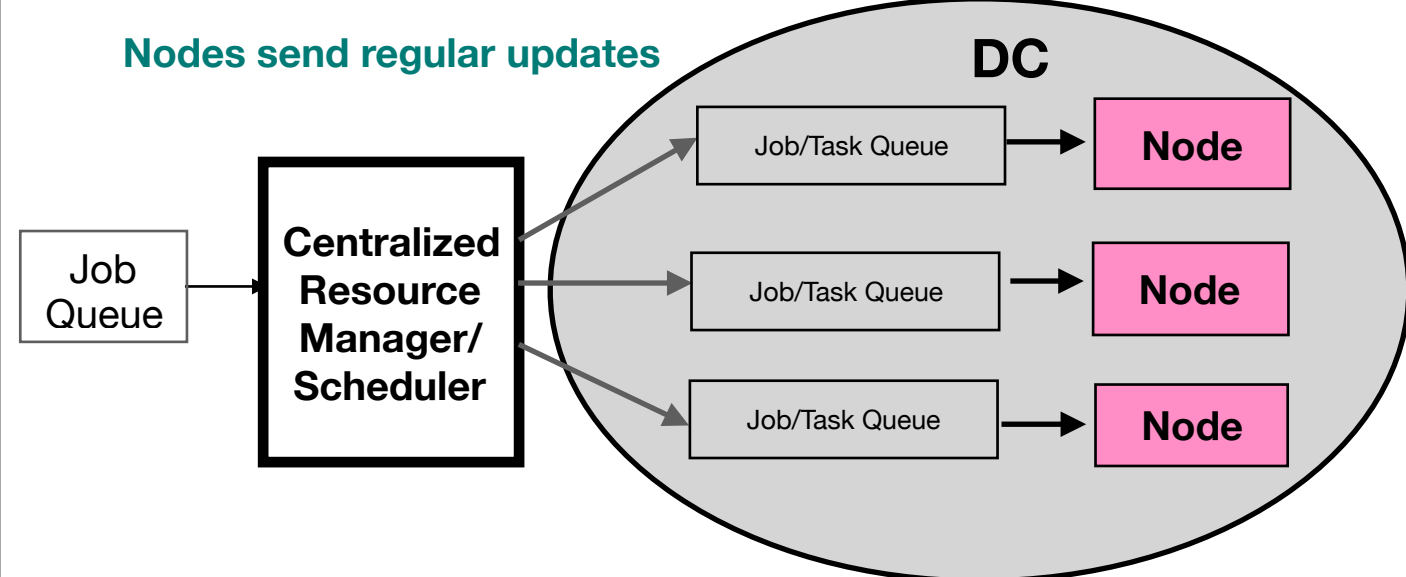 Nodes send regular updates
DC
Job
Queue
Centralized
Resource
Manager/
Scheduler
Job/Task Queue
Node
Job/Task Queue
Node
Job/Task Queue
Node